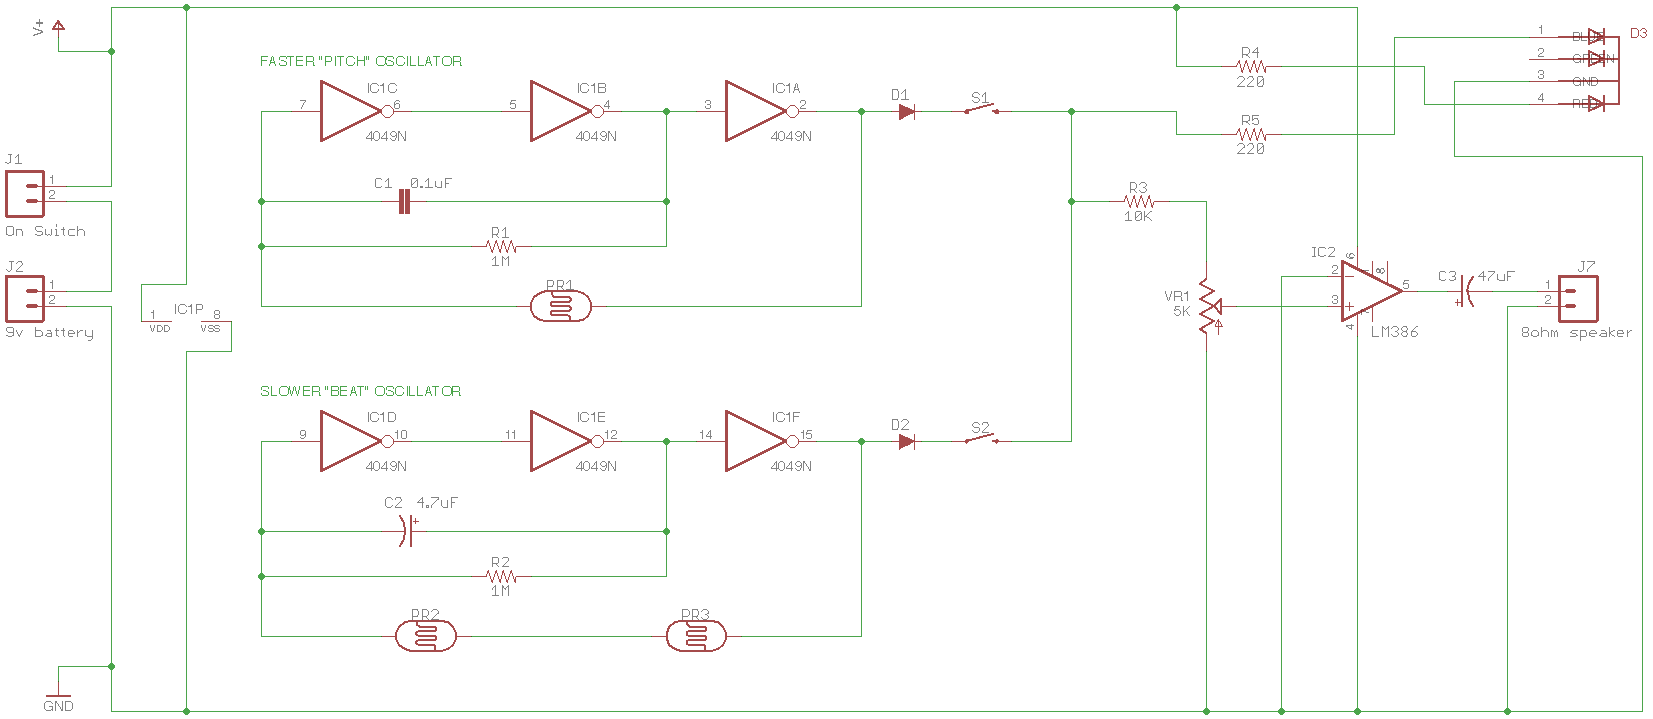 V+
FASTER "PITCH" OSCILLATOR
IC1C
7
6
4049N
IC1B
5
4
4049N
IC1A
3
2
4049N
D1
S1
R4
220
R5
220
D3
1
2
3 GND
4
C1 0.1uF
R1
1M
PR1
R3
10K
J1
1
2
On Switch
J2
1
2
9v battery
IC1P
1
VDD
8
VSS
VR1
5K
IC2
6
2
8
3
5
4
7
LM386
C3 47uF
+
J7
1
2
8ohm speaker
SLOWER "BEAT" OSCILLATOR
IC1D
9
10
4049N
IC1E
11
12
4049N
IC1F
14
15
4049N
D2
S2
C2 4.7uF
+
R2
1M
PR2
PR3
GND